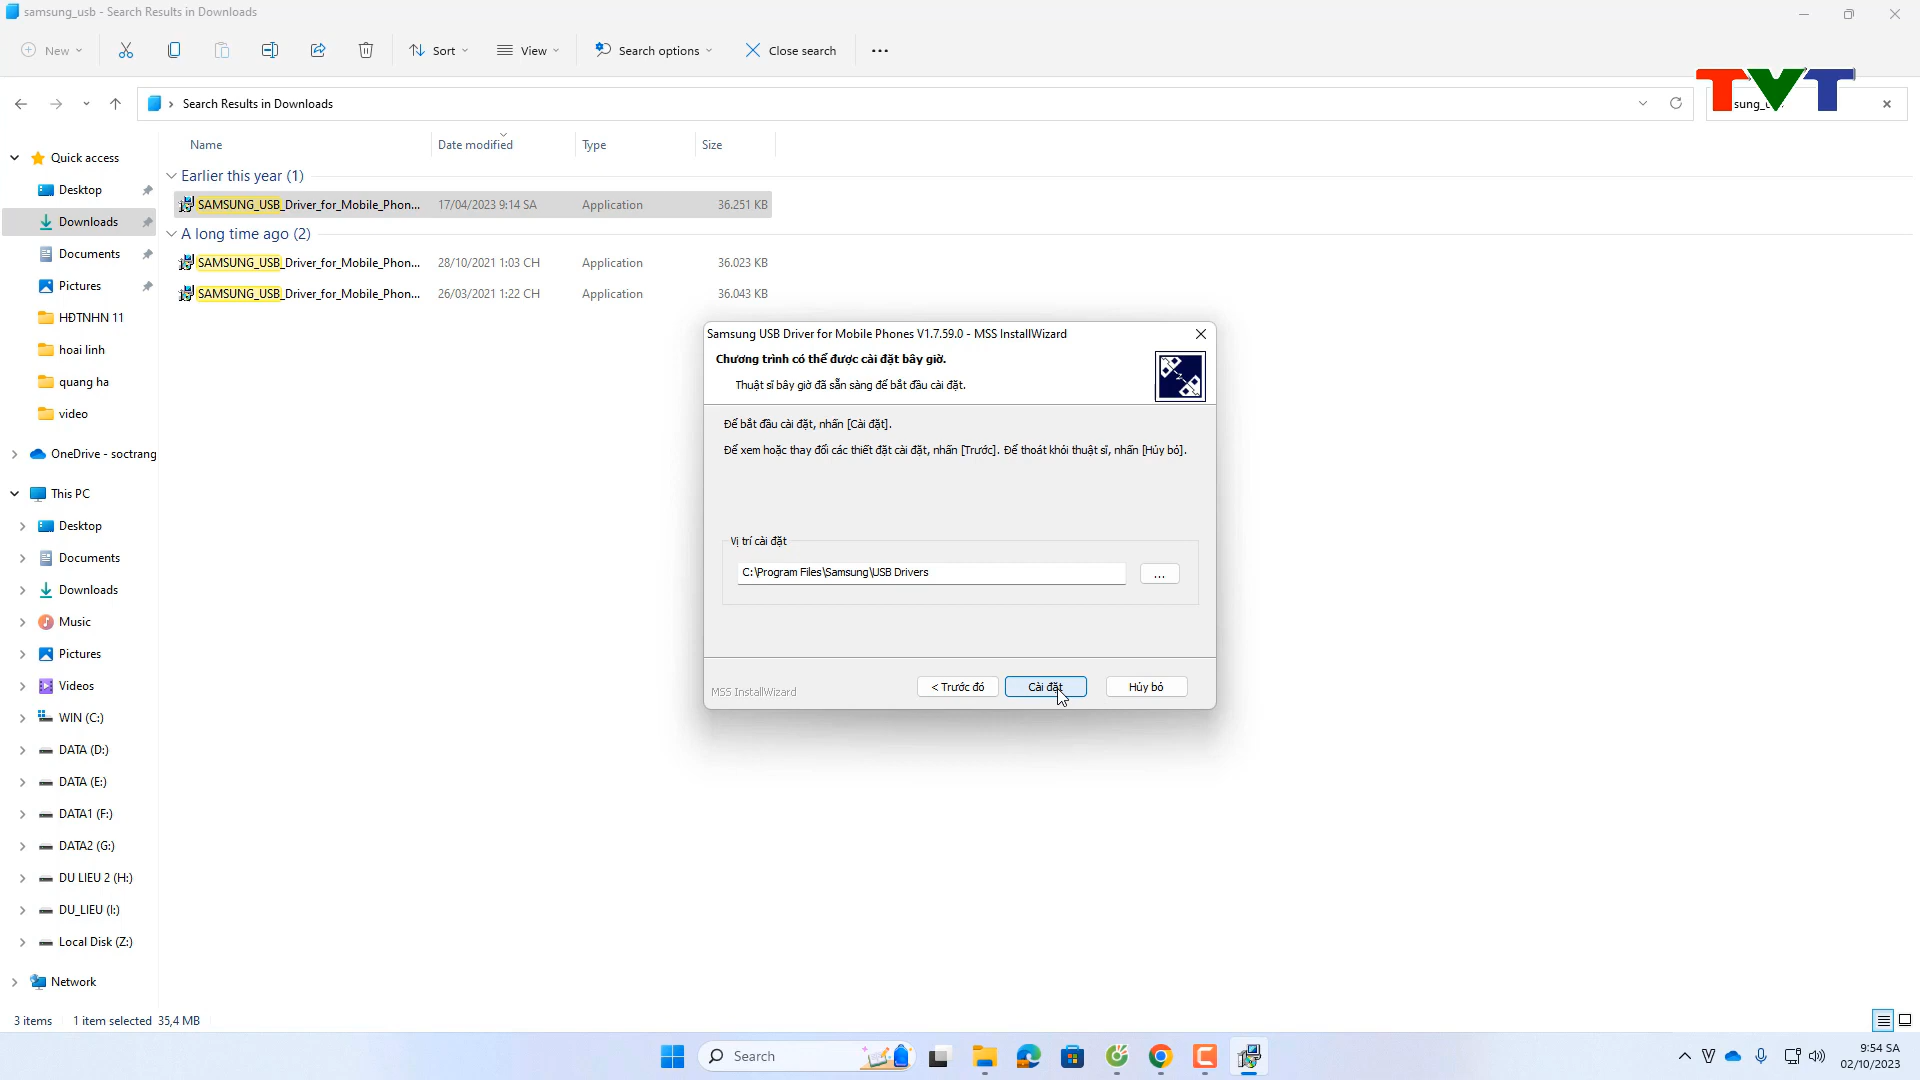 samsung_usb - Search Results in Downloads
New
Sort
View
Search options
Close search
TVT
Search Results in Downloads
sung_
Name
Date modified
Type
Size
Quick access
Desktop
Downloads
Documents
Pictures
HĐTNHN 11
hoai linh
quang ha
video
OneDrive - soctrang
This PC
Desktop
Documents
Downloads
Music
Pictures
Videos
WIN (C:)
DATA (D:)
DATA (E:)
DATA1 (F:)
DATA2 (G:)
DU LIEU 2 (H:)
DU_LIEU (I:)
Local Disk (Z:)
Network
Earlier this year (1)
SAMSUNG_USB_Driver_for_Mobile_Phon... 17/04/2023 9:14 SA Application 36.251 KB
A long time ago (2)
SAMSUNG_USB_Driver_for_Mobile_Phon... 28/10/2021 1:03 CH Application 36.023 KB
SAMSUNG_USB_Driver_for_Mobile_Phon... 26/03/2021 1:22 CH Application 36.043 KB
Samsung USB Driver for Mobile Phones V1.7.59.0 - MSS InstallWizard
Chương trình có thể được cài đặt bây giờ.
Thuật sĩ bây giờ đã sẵn sàng để bắt đầu cài đặt.
Để bắt đầu cài đặt, nhấn [Cài đặt].
Để xem hoặc thay đổi các thiết đặt cài đặt, nhấn [Trước]. Để thoát khỏi thuật sĩ, nhấn [Hủy bỏ].
Vị trí cài đặt
C:\Program Files\Samsung\USB Drivers
...
MSS InstallWizard
< Trước đó
Cài đặt
Hủy bỏ
3 items
1 item selected 35,4 MB
Search
9:54 SA
02/10/2023